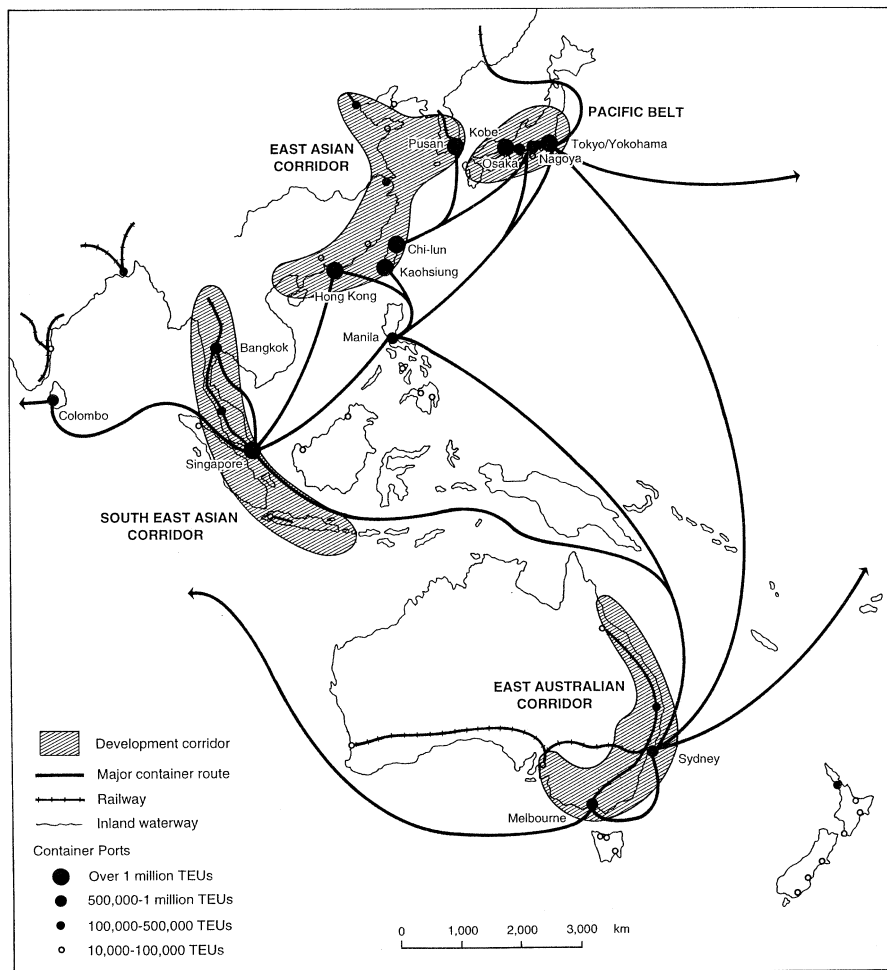 PACIFIC BELT
EAST ASIAN
CORRIDOR
Pusan
Kobe
Osaka
Nagoya
Tokyo/Yokohama
Chi-lun
Kaohsiung
Hong Kong
Manila
Bangkok
Colombo
Singapore
SOUTH EAST ASIAN
CORRIDOR
EAST AUSTRALIAN
CORRIDOR
Sydney
Melbourne
Development corridor
Major container route
Railway
Inland waterway
Container Ports
Over 1 million TEUs
500,000-1 million TEUs
100,000-500,000 TEUs
10,000-100,000 TEUs
0 1,000 2,000 3,000 km